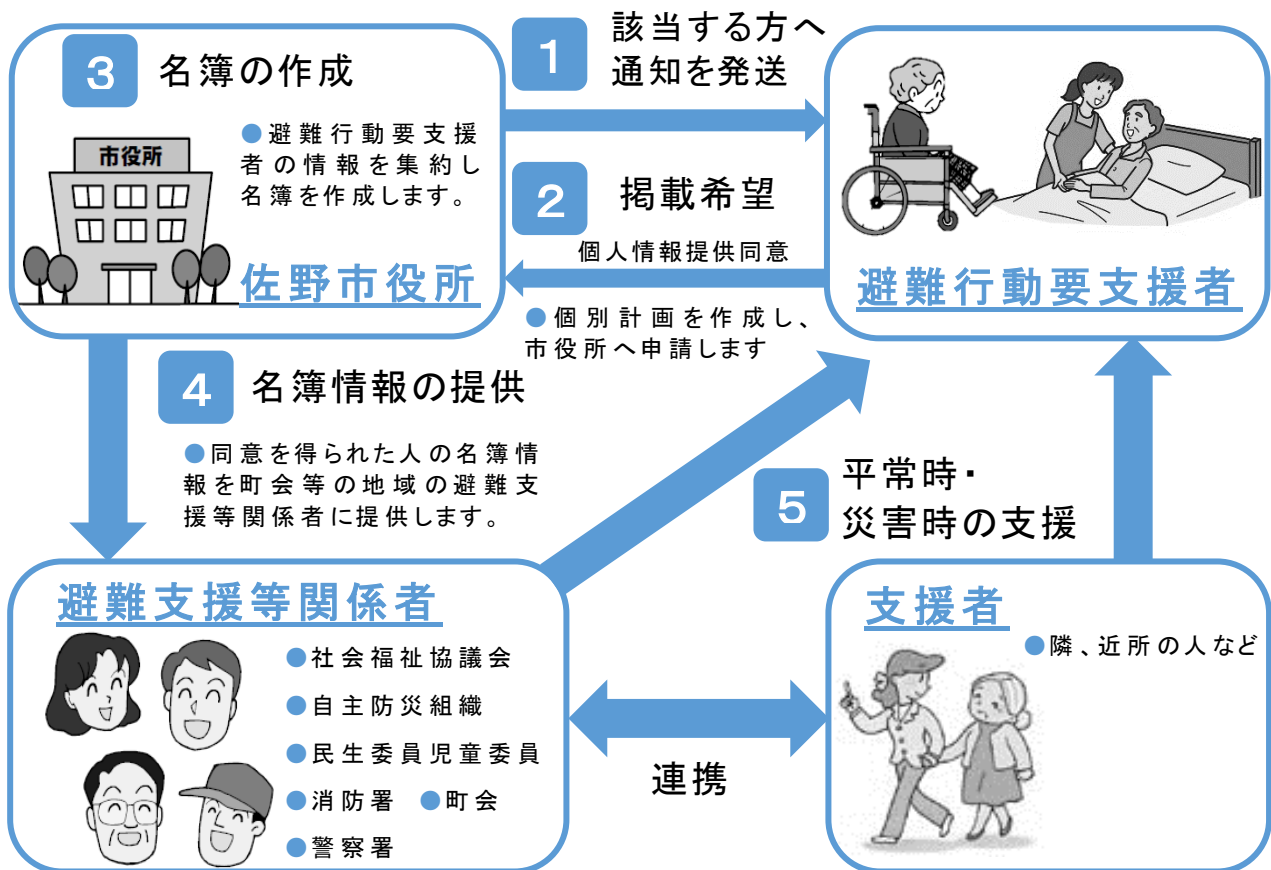 3 名簿の作成
●避難行動要支援
者の情報を集約し
名簿を作成します。
市役所
佐野市役所
1 該当する方へ
通知を発送
2 掲載希望
個人情報提供同意
●個別計画を作成し、
市役所へ申請します
避難行動要支援者
4 名簿情報の提供
●同意を得られた人の名簿情
報を町会等の地域の避難支
援等関係者に提供します。
5 平常時・
災害時の支援
避難支援等関係者
●社会福祉協議会
●自主防災組織
●民生委員児童委員
●消防署 ●町会
●警察署
連携
支援者
●隣、近所の人など